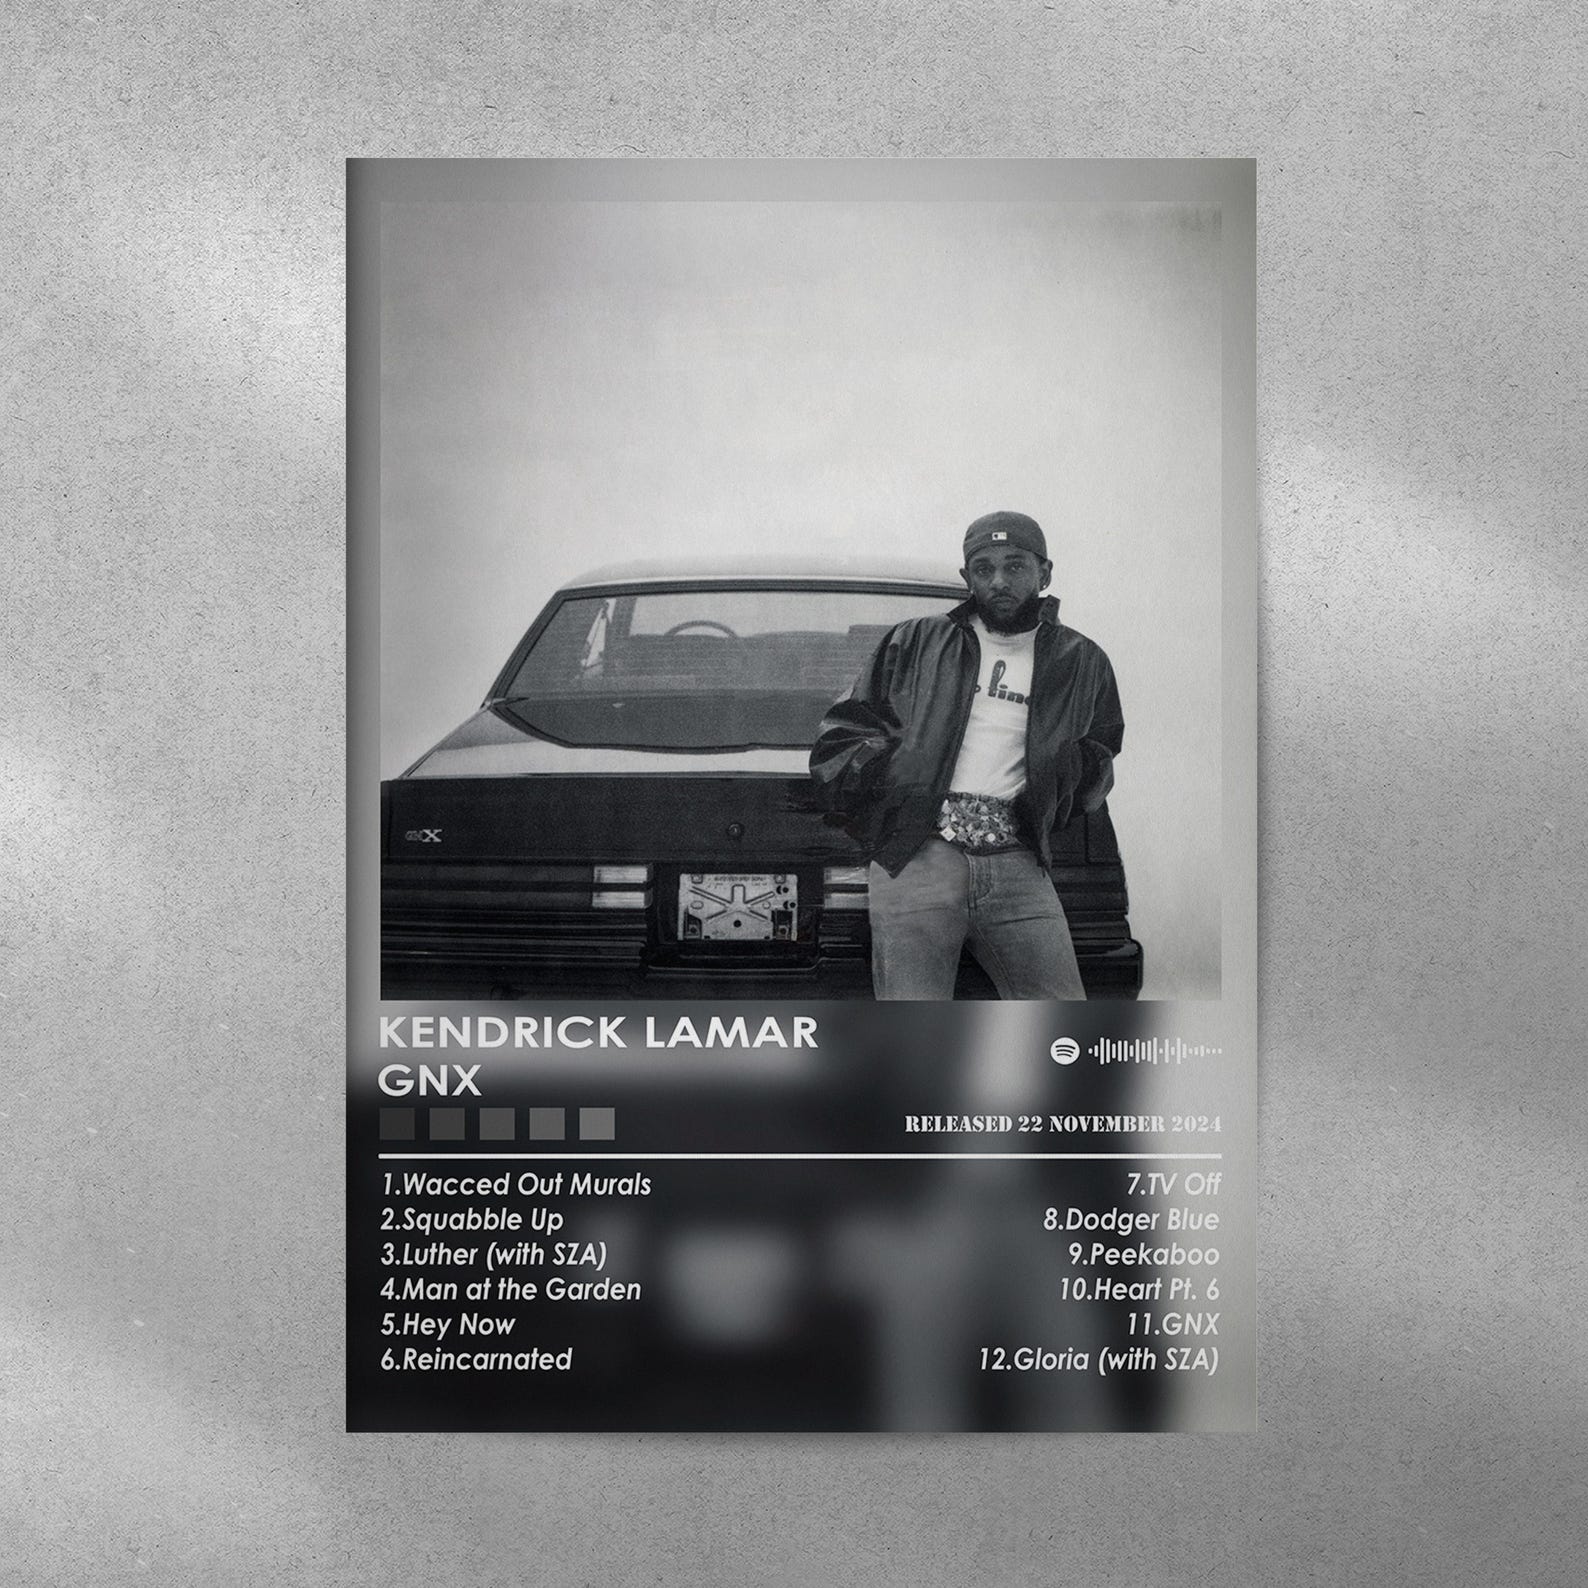 GNX
KENDRICK LAMAR
GNX
RELEASED 22 NOVEMBER 2024
1.Wacced Out Murals
2.Squabble Up
3.Luther (with SZA)
4.Man at the Garden
5.Hey Now
6.Reincarnated
7.TV Off
8.Dodger Blue
9.Peekaboo
10.Heart Pt. 6
11.GNX
12.Gloria (with SZA)